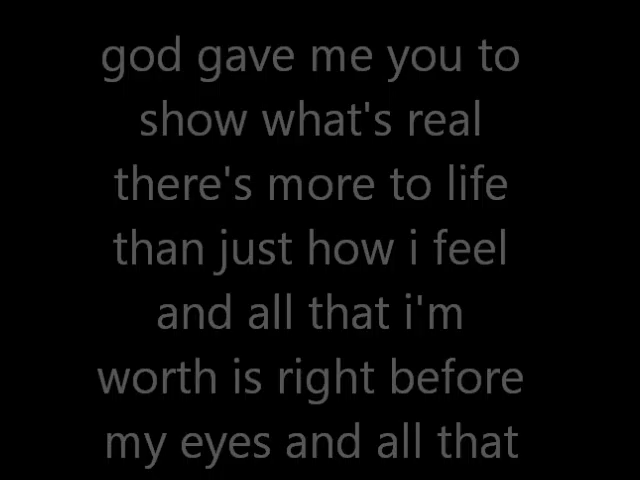 god gave me you to
show what's real
there's more to life
than just how i feel
and all that i'm
worth is right before
my eyes and all that